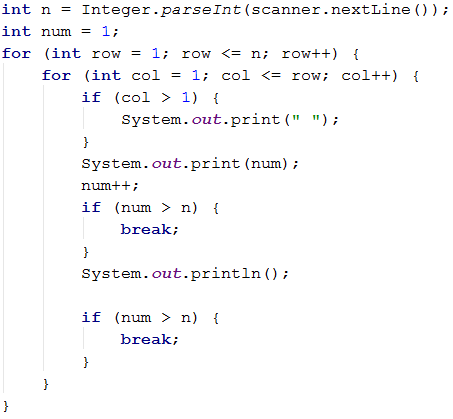 int n = Integer.parseInt(scanner.nextLine());
int num = 1;
for (int row = 1; row <= n; row++) {
    for (int col = 1; col <= row; col++) {
        if (col > 1) {
            System.out.print(" ");
        }
        System.out.print(num);
        num++;
        if (num > n) {
            break;
        }
        System.out.println();

        if (num > n) {
            break;
        }
    }
}